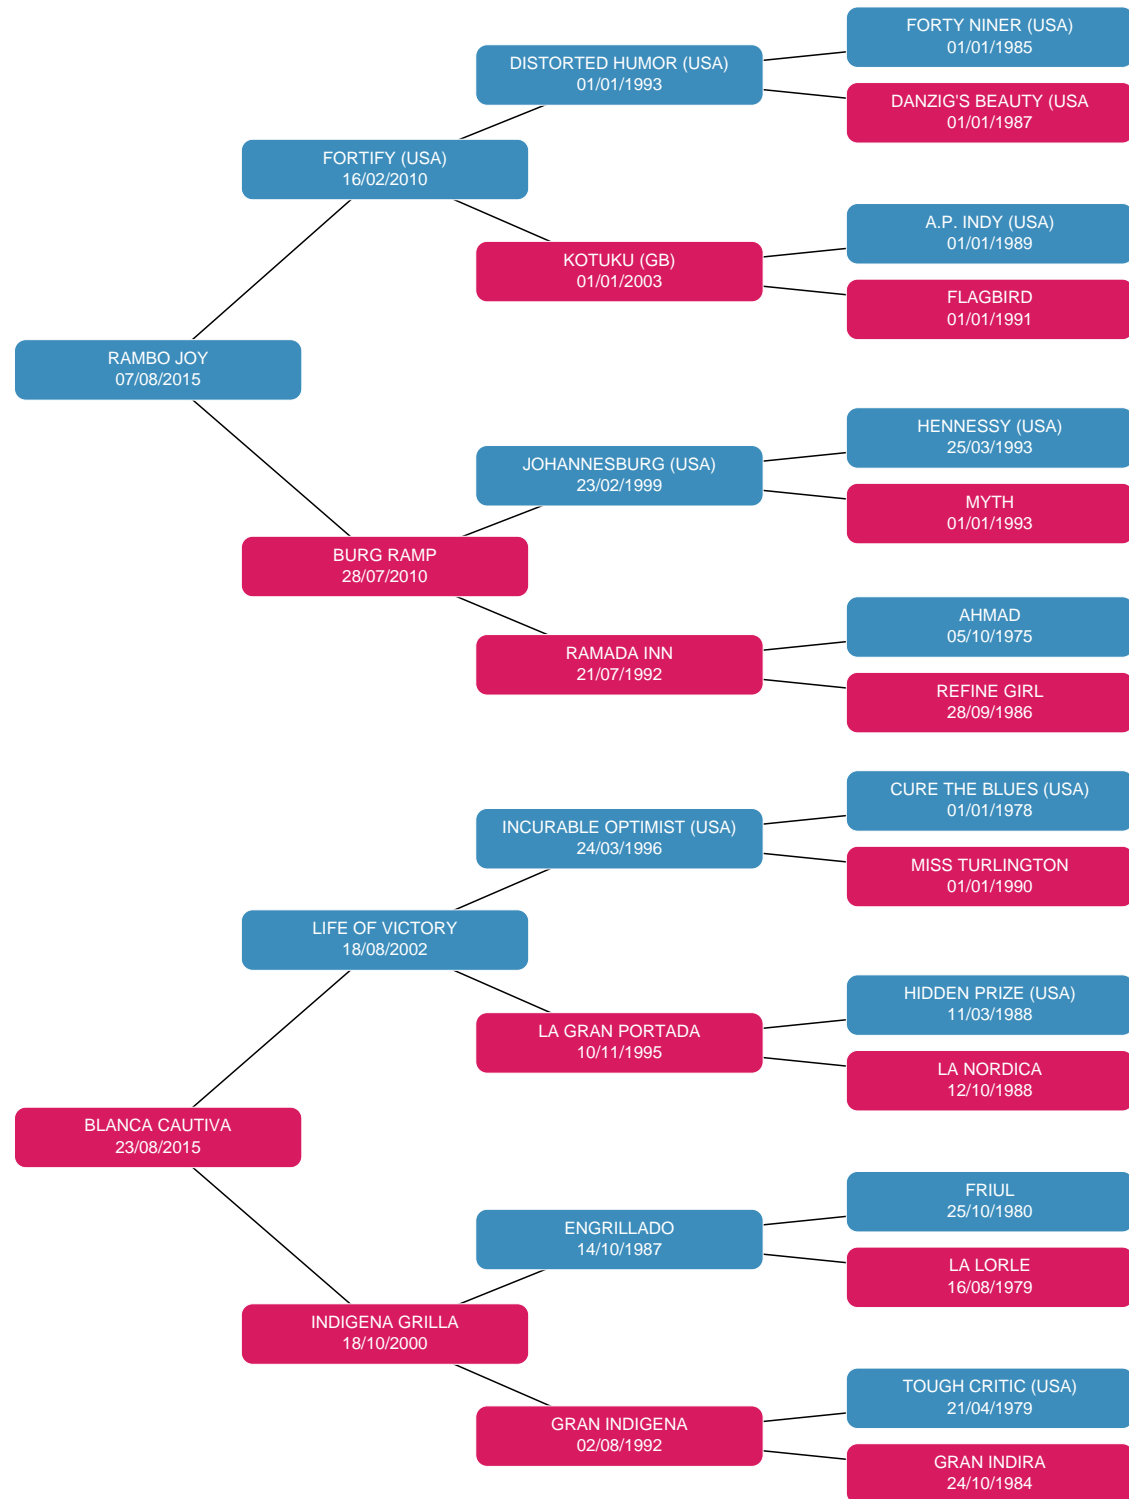 FORTY NINER (USA)
01/01/1985
DISTORTED HUMOR (USA)
01/01/1993
DANZIG'S BEAUTY (USA
01/01/1987
FORTIFY (USA)
16/02/2010
A.P. INDY (USA)
01/01/1989
KOTUKU (GB)
01/01/2003
FLAGBIRD
01/01/1991
RAMBO JOY
07/08/2015
HENNESSY (USA)
25/03/1993
JOHANNESBURG (USA)
23/02/1999
MYTH
01/01/1993
BURG RAMP
28/07/2010
AHMAD
05/10/1975
RAMADA INN
21/07/1992
REFINE GIRL
28/09/1986
CURE THE BLUES (USA)
01/01/1978
INCURABLE OPTIMIST (USA)
24/03/1996
MISS TURLINGTON
01/01/1990
LIFE OF VICTORY
18/08/2002
HIDDEN PRIZE (USA)
11/03/1988
LA GRAN PORTADA
10/11/1995
LA NORDICA
12/10/1988
BLANCA CAUTIVA
23/08/2015
FRIUL
25/10/1980
ENGRILLADO
14/10/1987
LA LORLE
16/08/1979
INDIGENA GRILLA
18/10/2000
TOUGH CRITIC (USA)
21/04/1979
GRAN INDIGENA
02/08/1992
GRAN INDIRA
24/10/1984